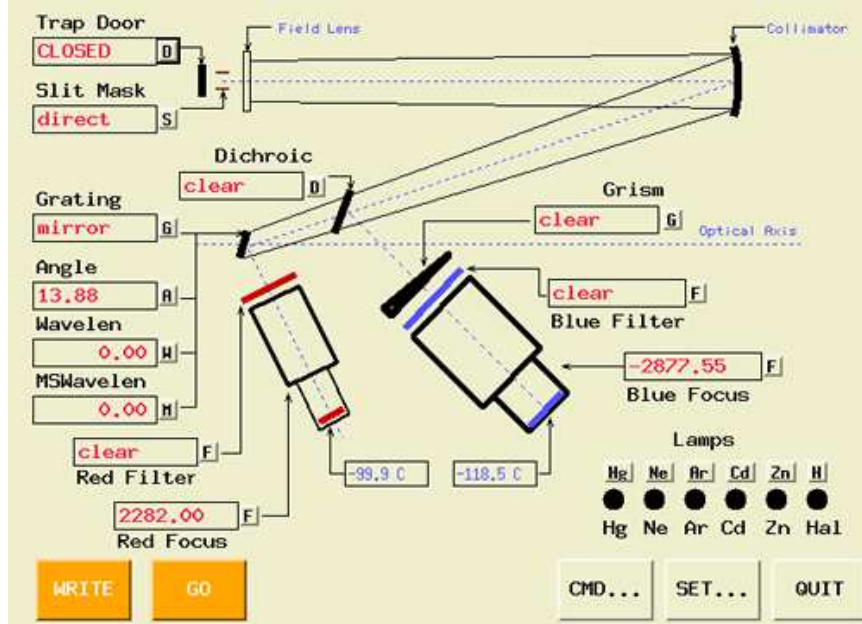 Trap Door
CLOSED D
Field Lens
Collimator
Slit Mask
direct S
Dichroic
clear D
Grating
mirror G
Grism
clear G
Optical Axis
Angle
13.88 A
clear F
Blue Filter
Wavelen
0.00 W
MSWavelen
0.00 M
-2877.55 F
Blue Focus
clear F
Red Filter
-99.9 C
-118.5 C
Lamps
Hg Ne Ar Cd Zn H
Hg Ne Ar Cd Zn Hal
2282.00 F
Red Focus
WRITE GO CMD... SET... QUIT